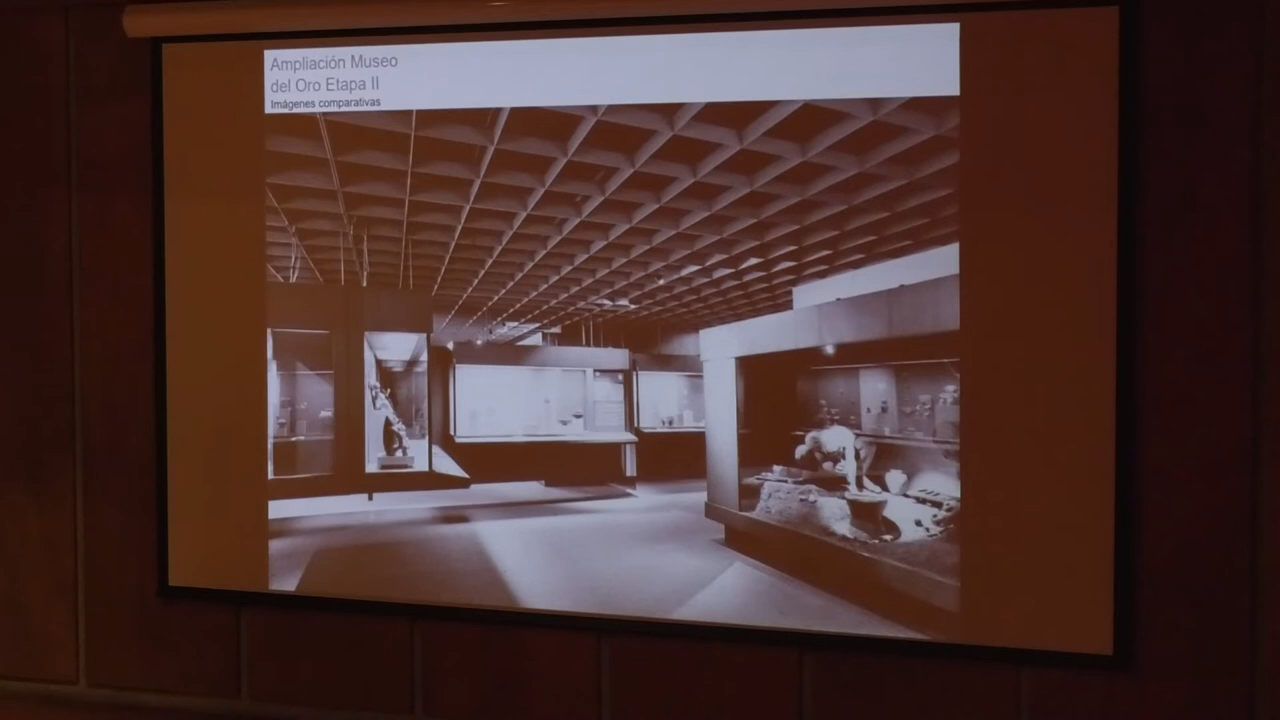 Ampliación Museo
del Oro Etapa II
Imágenes comparativas